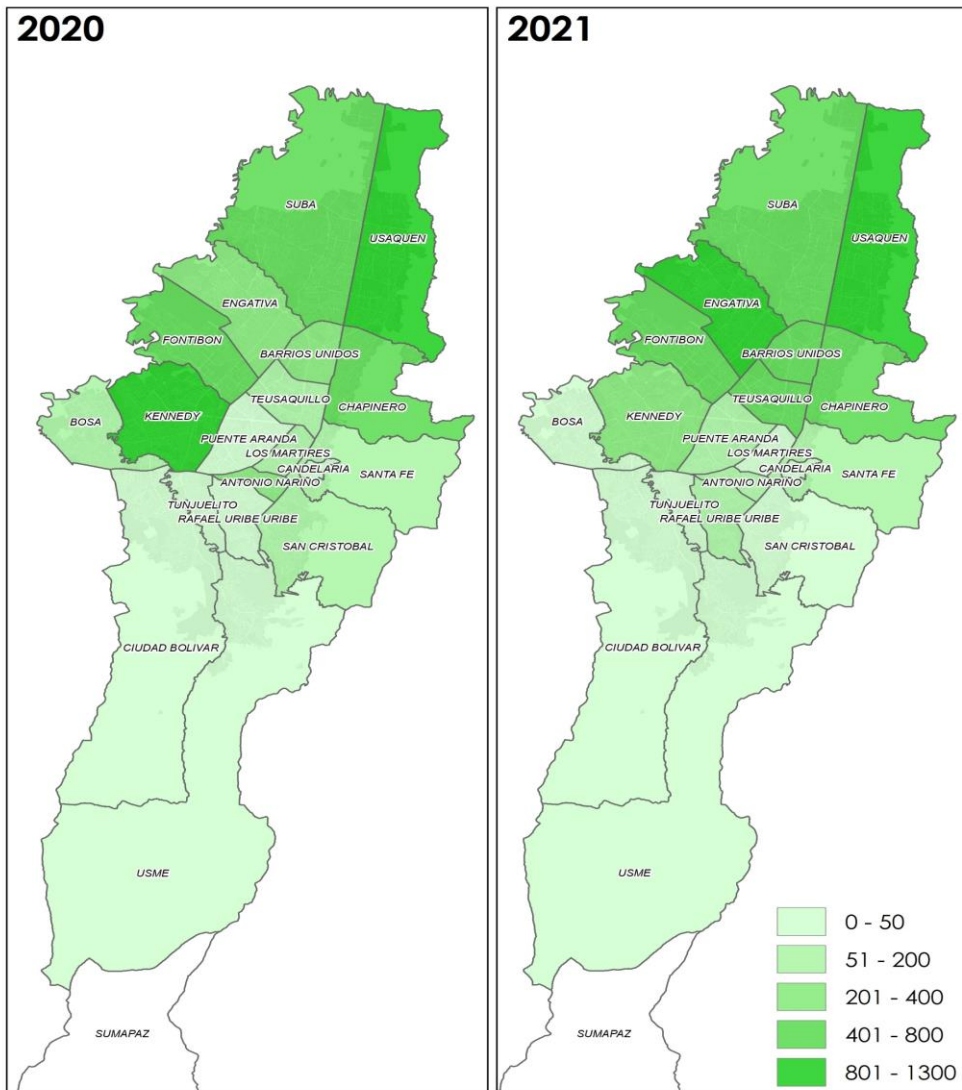 2020
SUBA
USAQUEN
ENGATIVA
FONTIBON
BARRIOS UNIDOS
TEUSAQUILLO
CHAPINERO
BOSA
KENNEDY
PUENTE ARANDA
LOS MARTIRES
CANDELARIA
SANTA FE
ANTONIO NARIÑO
TUNJUELITO
RAFAEL URIBE URIBE
SAN CRISTOBAL
CIUDAD BOLIVAR
USME
SUMAPAZ
2021
SUBA
USAQUEN
ENGATIVA
FONTIBON
BARRIOS UNIDOS
TEUSAQUILLO
CHAPINERO
BOSA
KENNEDY
PUENTE ARANDA
LOS MARTIRES
CANDELARIA
SANTA FE
ANTONIO NARIÑO
TUNJUELITO
RAFAEL URIBE URIBE
SAN CRISTOBAL
CIUDAD BOLIVAR
USME
SUMAPAZ
0 - 50
51 - 200
201 - 400
401 - 800
801 - 1300